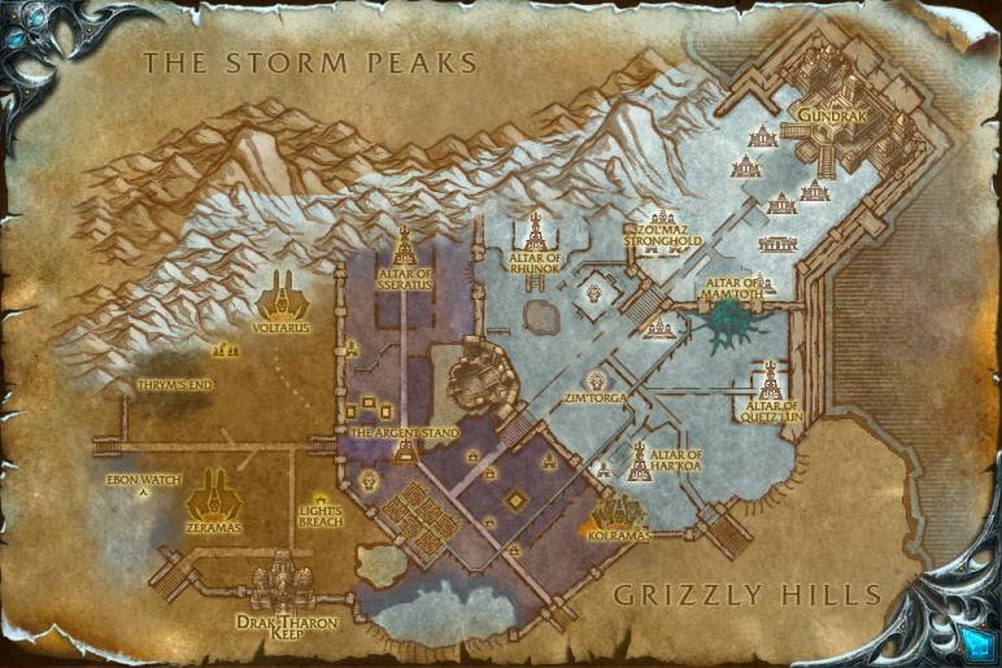 THE STORM PEAKS
GUNDRAK
ZOL'MAZ
STRONGHOLD
ALTAR OF
RHUNOK
ALTAR OF
SSERATUS
ALTAR OF
MAM'TOTH
VOLTARUS
THRYM'S END
ZIM'TORGA
ALTAR OF
QUETZ'LUN
THE ARGENT STAND
ALTAR OF
HAR'KOA
EBON WATCH
ZERAMAS
LIGHT'S
BREACH
KOLRAMAS
GRIZZLY HILLS
DRAK'THARON
KEEP